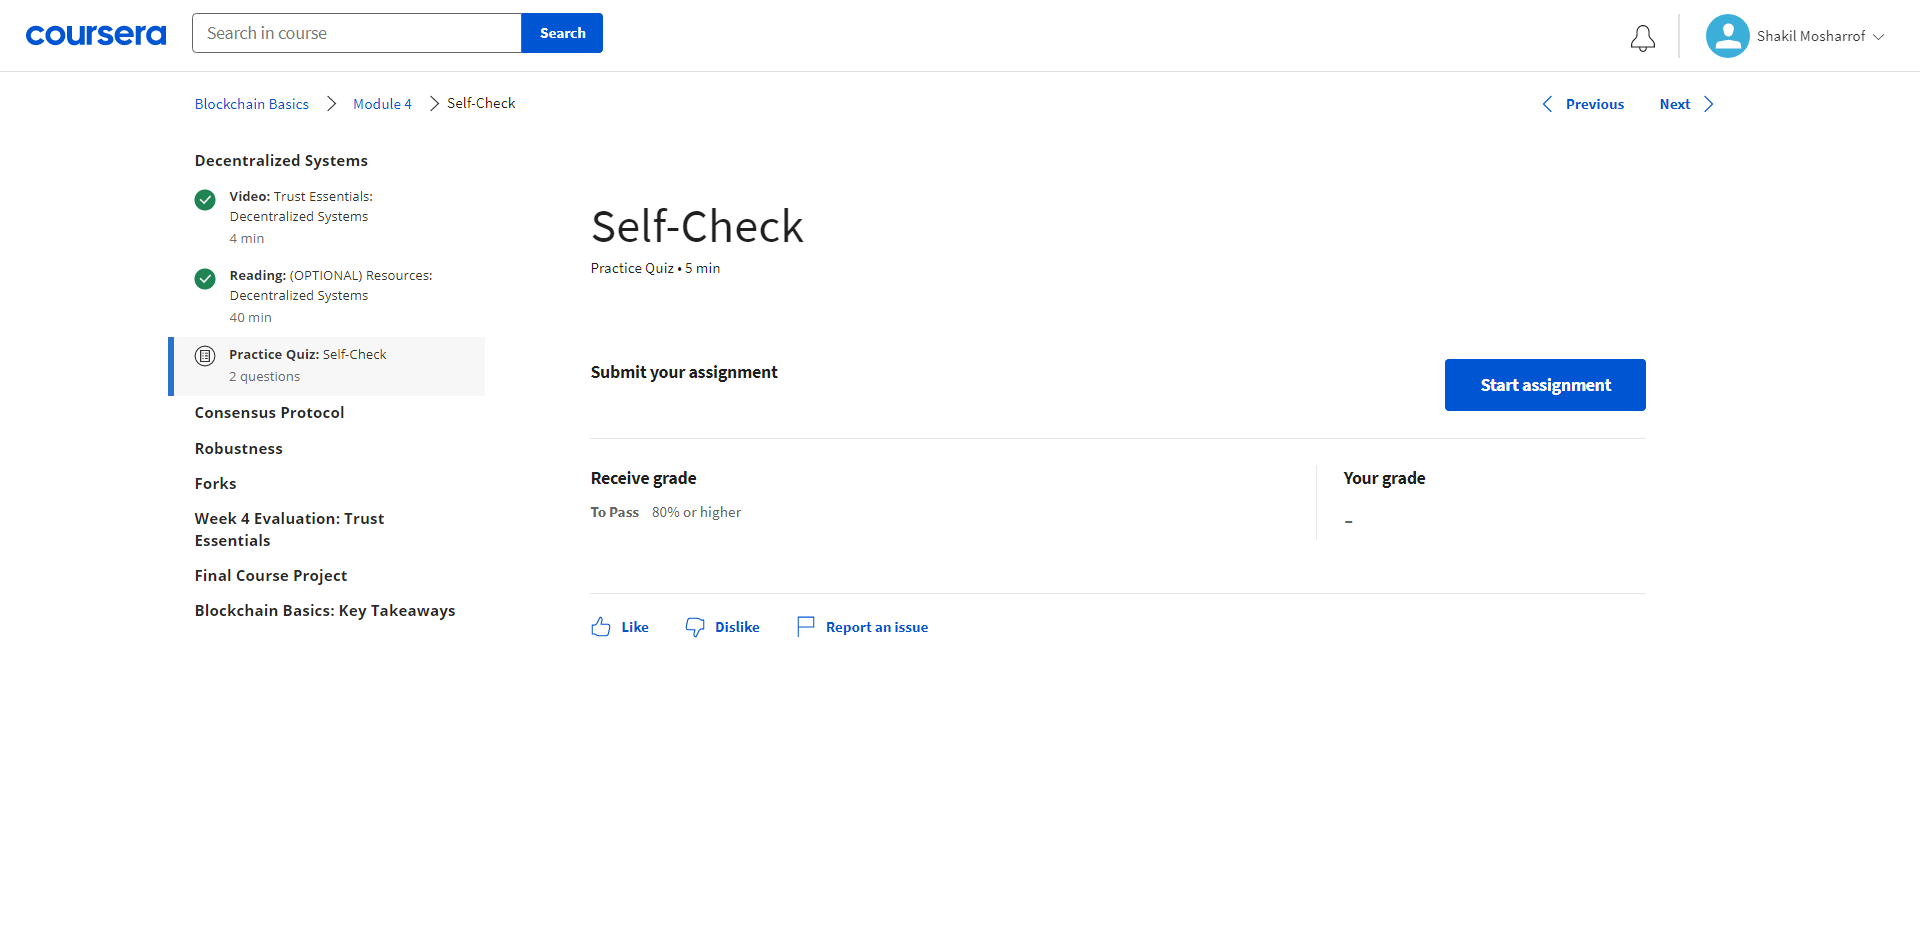 coursera
Search in course
Search
Shakil Mosharrof
Blockchain Basics
Module 4
Self-Check
Previous
Next
Decentralized Systems
Video: Trust Essentials:
Decentralized Systems
4 min
Reading: (OPTIONAL) Resources:
Decentralized Systems
40 min
Practice Quiz: Self-Check
2 questions
Consensus Protocol
Robustness
Forks
Week 4 Evaluation: Trust
Essentials
Final Course Project
Blockchain Basics: Key Takeaways
Self-Check
Practice Quiz • 5 min
Submit your assignment
Start assignment
Receive grade
To Pass 80% or higher
Your grade
-
Like
Dislike
Report an issue